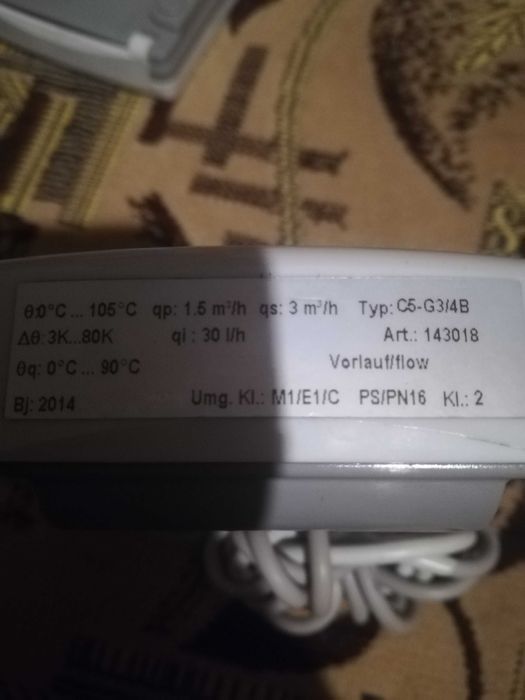 θ:0°C ... 105°C qp: 1.5 m³/h qs: 3 m³/h Typ: C5-G3/4B
Δθ: 3K...80K qi : 30 l/h Art.: 143018
θq: 0°C ... 90°C Vorlauf/flow
Bj: 2014 Umg. Kl.: M1/E1/C PS/PN16 Kl.: 2